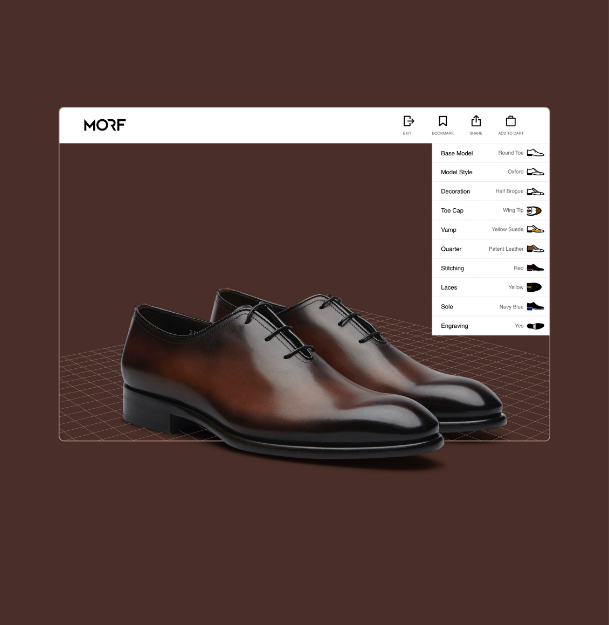 MORF
EXIT
BOOKMARK
SHARE
ADD TO CART
Base Model Round Toe
Model Style Oxford
Decoration Half Brogue
Toe Cap Wing Tip
Vamp Yellow Suede
Quarter Patent Leather
Stitching Red
Laces Yellow
Sole Navy Blue
Engraving Yes